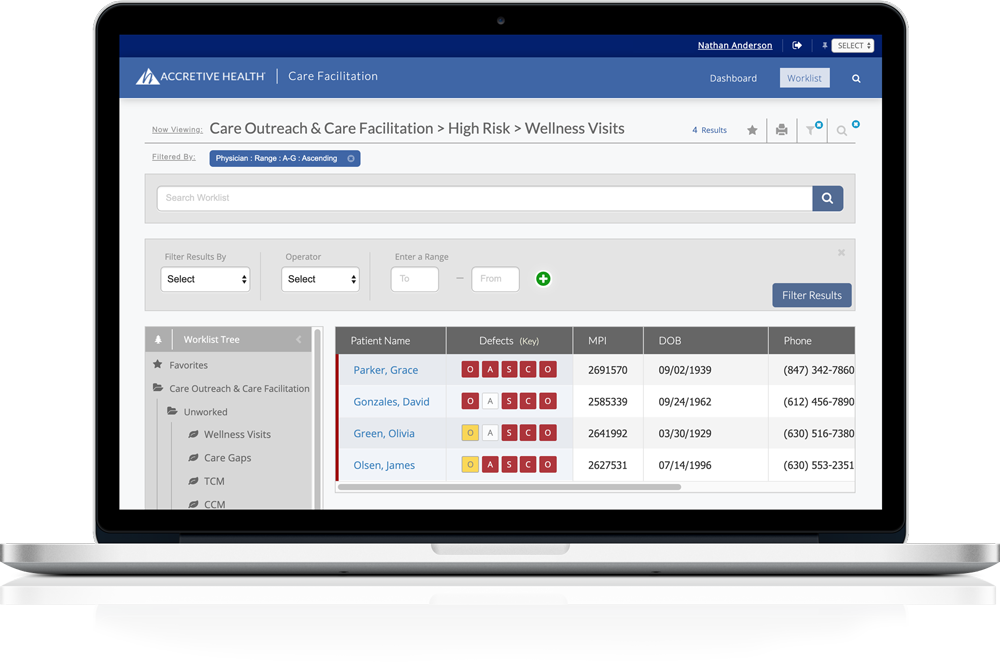 Nathan Anderson
SELECT
ACCRETIVE HEALTH Care Facilitation
Dashboard Worklist
Now Viewing: Care Outreach & Care Facilitation > High Risk > Wellness Visits 4 Results
Filtered By: Physician : Range : A-G : Ascending
Search Worklist
Filter Results By Operator Enter a Range
Select Select To — From
Filter Results
Worklist Tree
Favorites
Care Outreach & Care Facilitation
Unworked
Wellness Visits
Care Gaps
TCM
CCM
Patient Name Defects (Key) MPI DOB Phone
Parker, Grace O A S C O 2691570 09/02/1939 (847) 342-7860
Gonzales, David O A S C O 2585339 09/24/1962 (612) 456-7890
Green, Olivia O A S C O 2641992 03/30/1929 (630) 516-7380
Olsen, James O A S C O 2627531 07/14/1996 (630) 553-2351